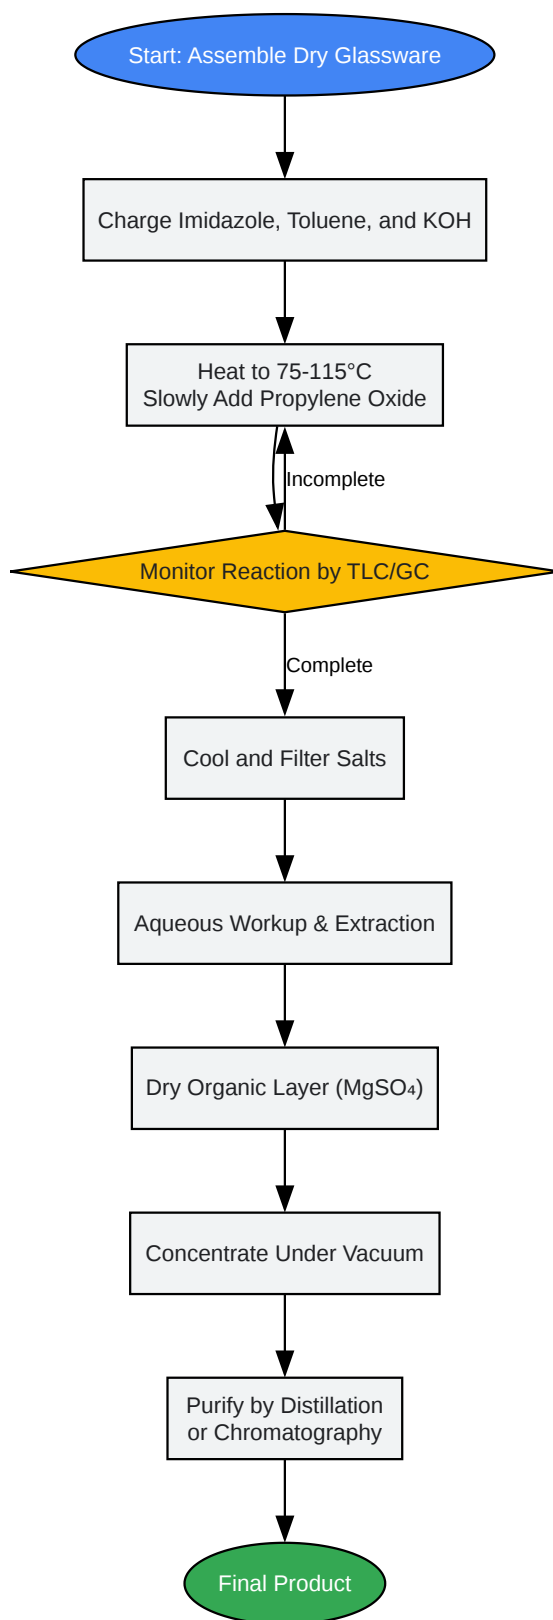 Start: Assemble Dry Glassware
Charge Imidazole, Toluene, and KOH
Heat to 75-115°C
Slowly Add Propylene Oxide
Incomplete
Monitor Reaction by TLC/GC
Complete
Cool and Filter Salts
Aqueous Workup & Extraction
Dry Organic Layer (MgSO₄)
Concentrate Under Vacuum
Purify by Distillation
or Chromatography
Final Product